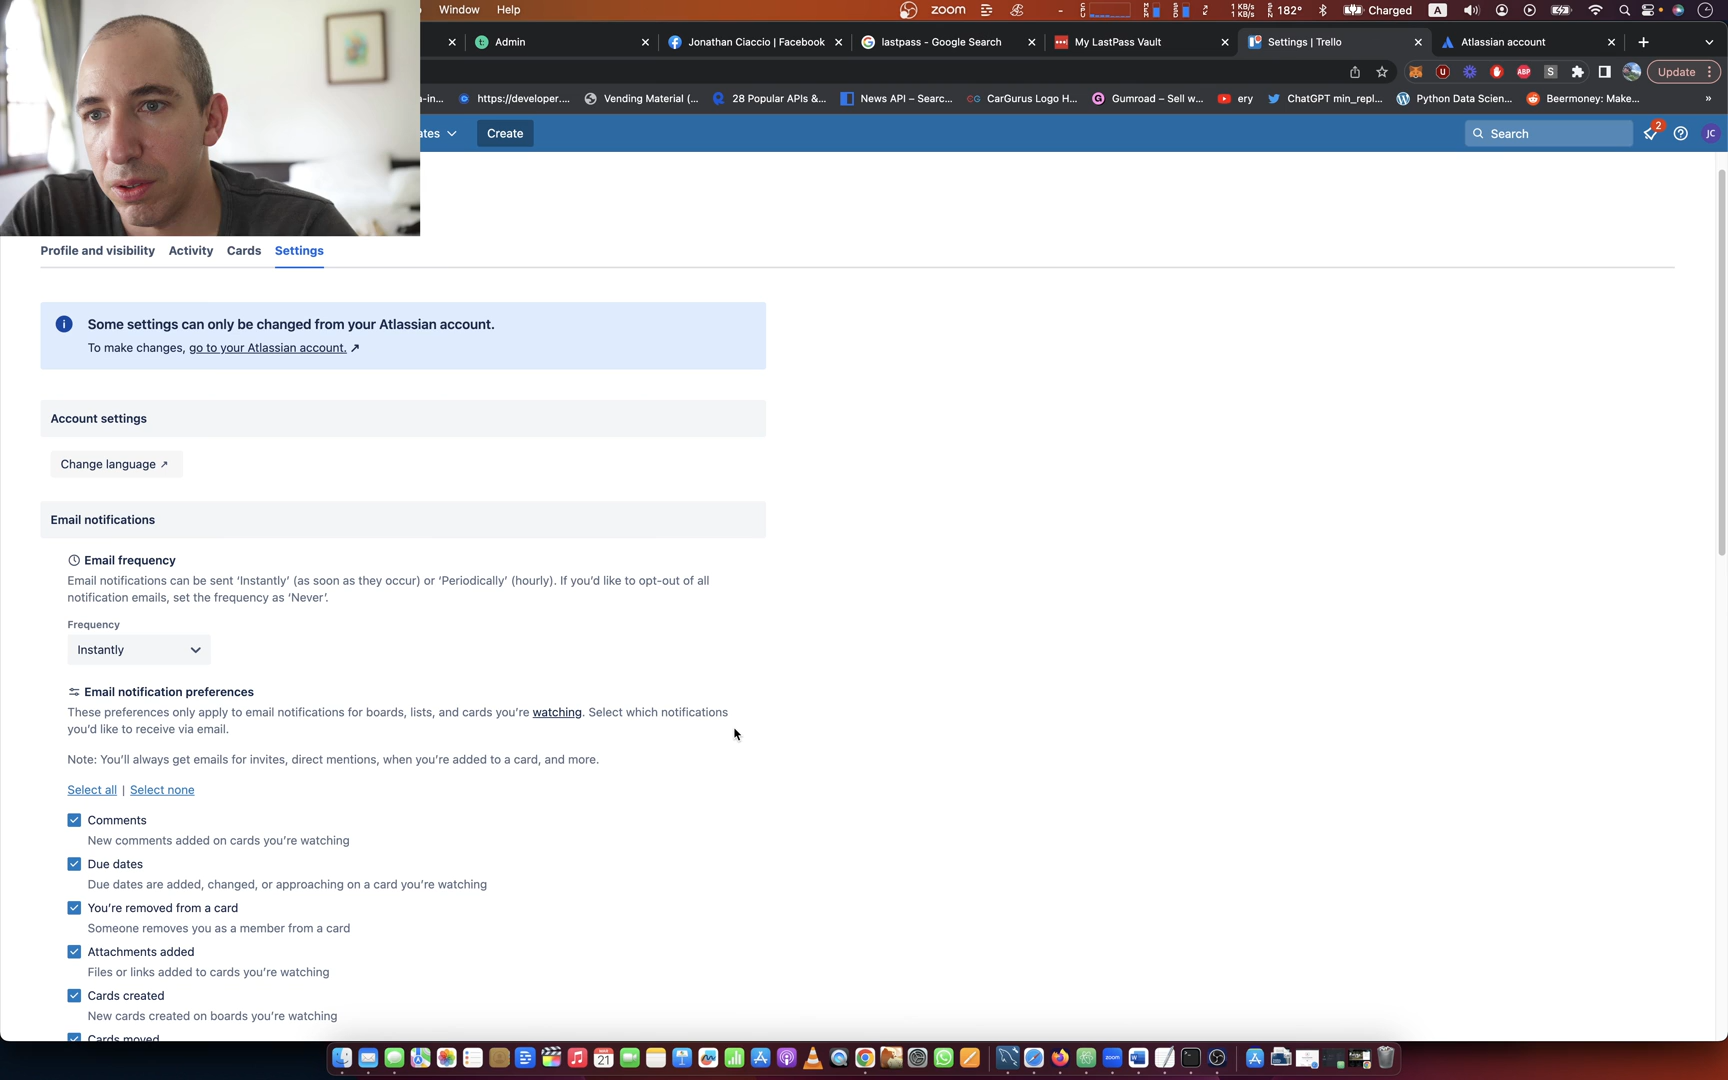 Window Help
zoom
1 KB/s
1 KB/s
182°
Charged
A
Admin
Jonathan Ciaccio | Facebook
lastpass - Google Search
My LastPass Vault
Settings | Trello
Atlassian account
Update
a-in...
https://developer....
Vending Material (...
28 Popular APIs &...
News API – Searc...
CarGurus Logo H...
Gumroad – Sell w...
ery
ChatGPT min_repl...
Python Data Scien...
Beermoney: Make...
»
ates
Create
Search
2
JC
Profile and visibility
Activity
Cards
Settings
Some settings can only be changed from your Atlassian account.
To make changes, go to your Atlassian account. ↗
Account settings
Change language ↗
Email notifications
Email frequency
Email notifications can be sent ‘Instantly’ (as soon as they occur) or ‘Periodically’ (hourly). If you’d like to opt-out of all
notification emails, set the frequency as ‘Never’.
Frequency
Instantly
Email notification preferences
These preferences only apply to email notifications for boards, lists, and cards you’re watching. Select which notifications
you’d like to receive via email.
Note: You’ll always get emails for invites, direct mentions, when you’re added to a card, and more.
Select all | Select none
Comments
New comments added on cards you’re watching
Due dates
Due dates are added, changed, or approaching on a card you’re watching
You’re removed from a card
Someone removes you as a member from a card
Attachments added
Files or links added to cards you’re watching
Cards created
New cards created on boards you’re watching
Cards moved
21
zoom